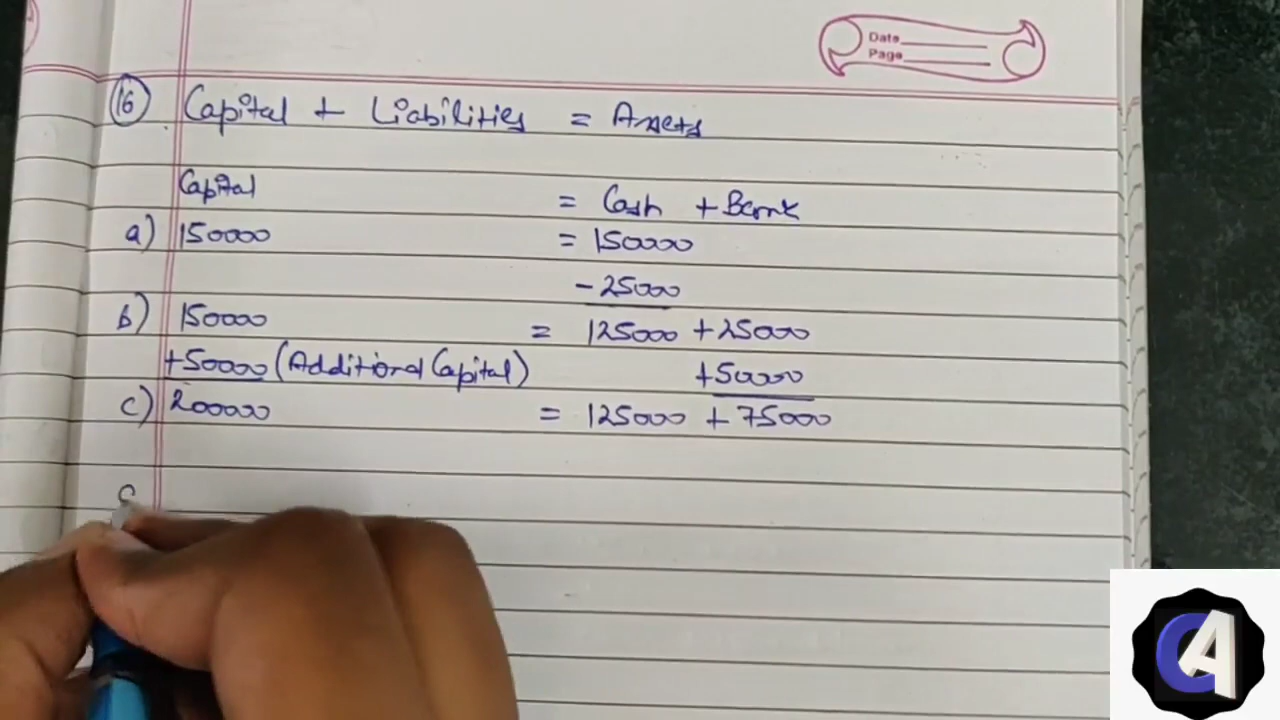 Date
Page
16 Capital + Liabilities = Assets
Capital = Cash + Bank
a) 150000 = 150000
- 25000
b) 150000 = 125000 + 25000
+50000 (Additional Capital) +50000
c) 200000 = 125000 + 75000
CA